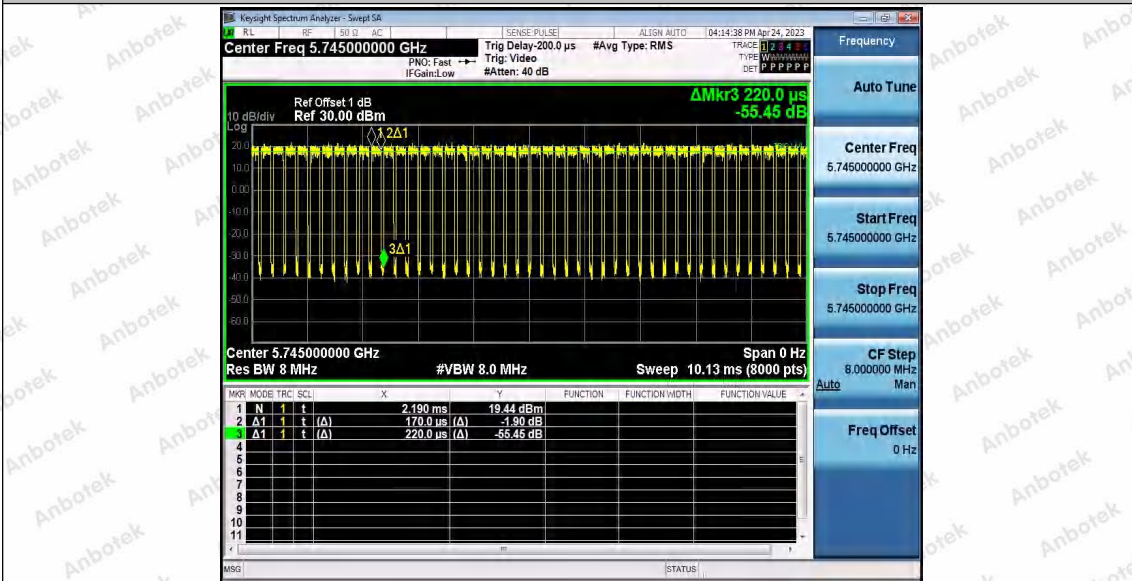 Keysight Spectrum Analyzer - Swept SA
RL RF 50 Ω AC SENSE:PULSE ALIGN AUTO 04:14:38 PM Apr 24, 2023
Center Freq 5.745000000 GHz
PNO: Fast
IFGain:Low
Trig Delay-200.0 µs
Trig: Video
#Atten: 40 dB
#Avg Type: RMS
TRACE 1 2 3 4 5 6
TYPE WWWWWW
DET P P P P P P
Ref Offset 1 dB
10 dB/div Ref 30.00 dBm
Log
ΔMkr3 220.0 µs
-55.45 dB
20.0
10.0
0.00
-10.0
-20.0
-30.0
-40.0
-50.0
-60.0
1 2Δ1
3Δ1
Center 5.745000000 GHz Span 0 Hz
Res BW 8 MHz #VBW 8.0 MHz Sweep 10.13 ms (8000 pts)
MKR MODE TRC SCL X Y FUNCTION FUNCTION WIDTH FUNCTION VALUE
1 N 1 t 2.190 ms 19.44 dBm
2 Δ1 1 t (Δ) 170.0 µs (Δ) -1.90 dB
3 Δ1 1 t (Δ) 220.0 µs (Δ) -55.45 dB
4
5
6
7
8
9
10
11
MSG STATUS
Frequency
Auto Tune
Center Freq
5.745000000 GHz
Start Freq
5.745000000 GHz
Stop Freq
5.745000000 GHz
CF Step
8.000000 MHz
Auto Man
Freq Offset
0 Hz
Anbotek